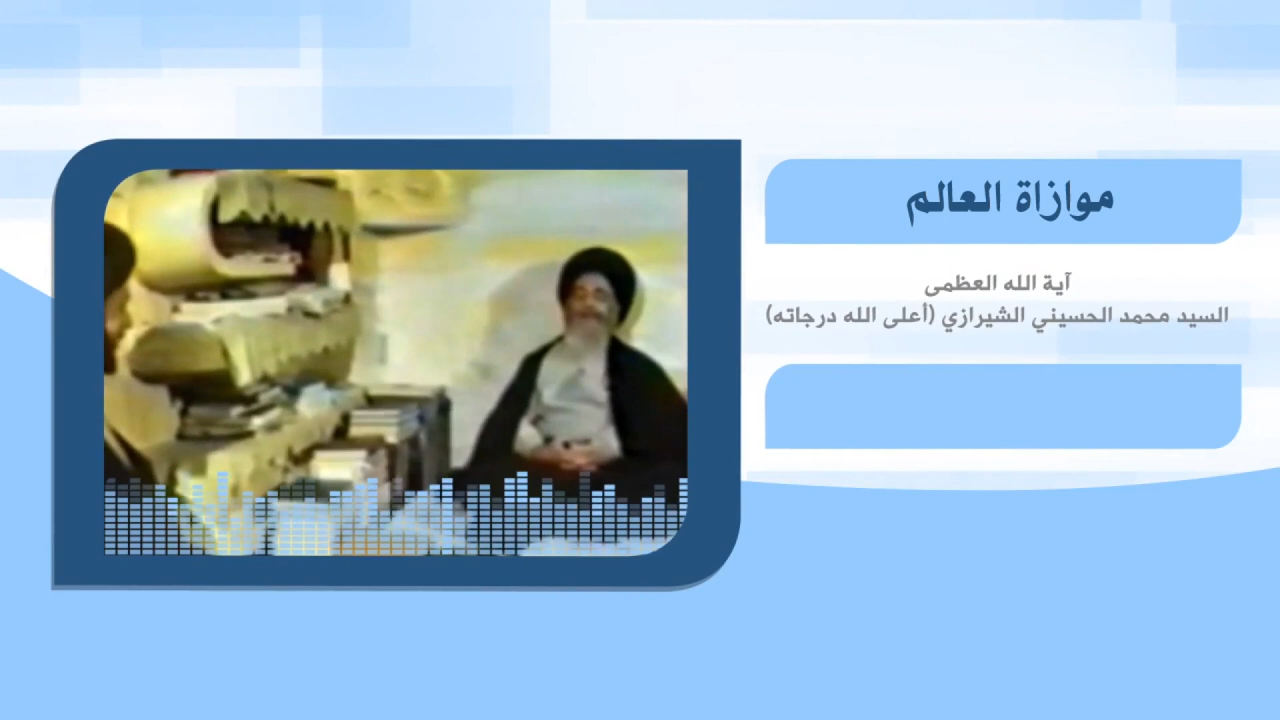 موازاة العالم
آية الله العظمى
السيد محمد الحسيني الشيرازي (أعلى الله درجاته)